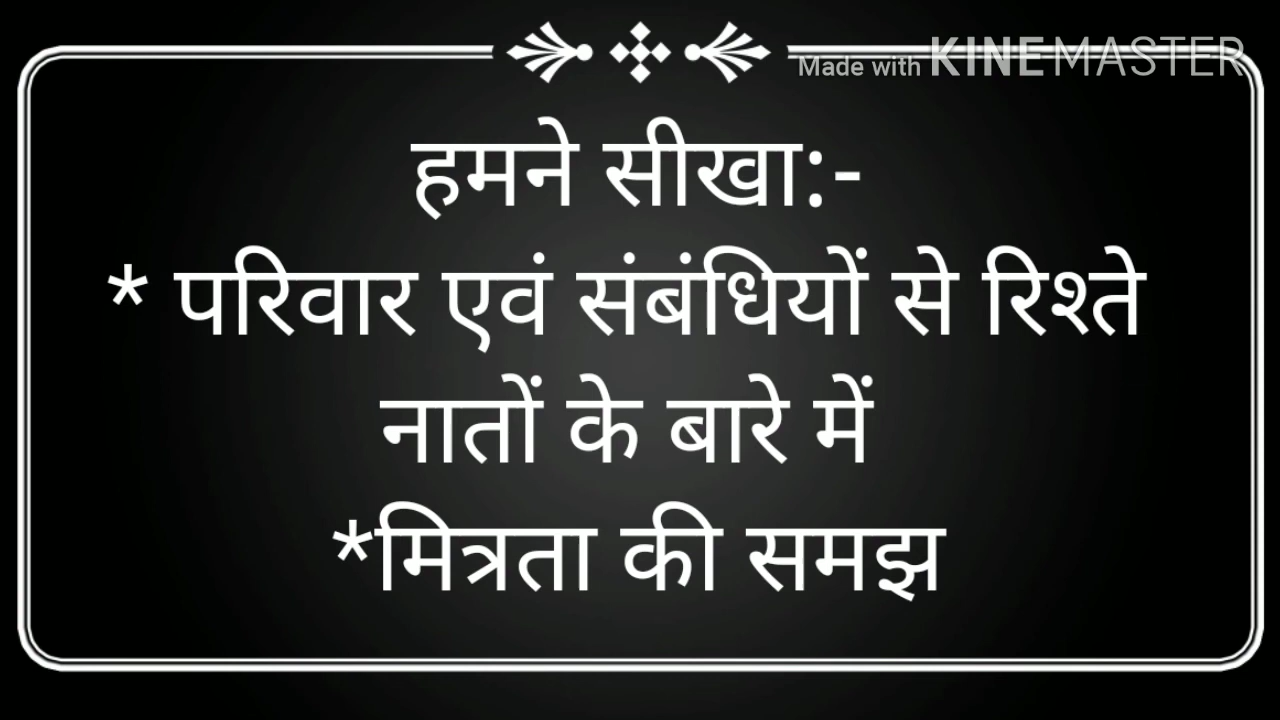 Made with KINEMASTER
हमने सीखा:-
* परिवार एवं संबंधियों से रिश्ते
नातों के बारे में
*मित्रता की समझ